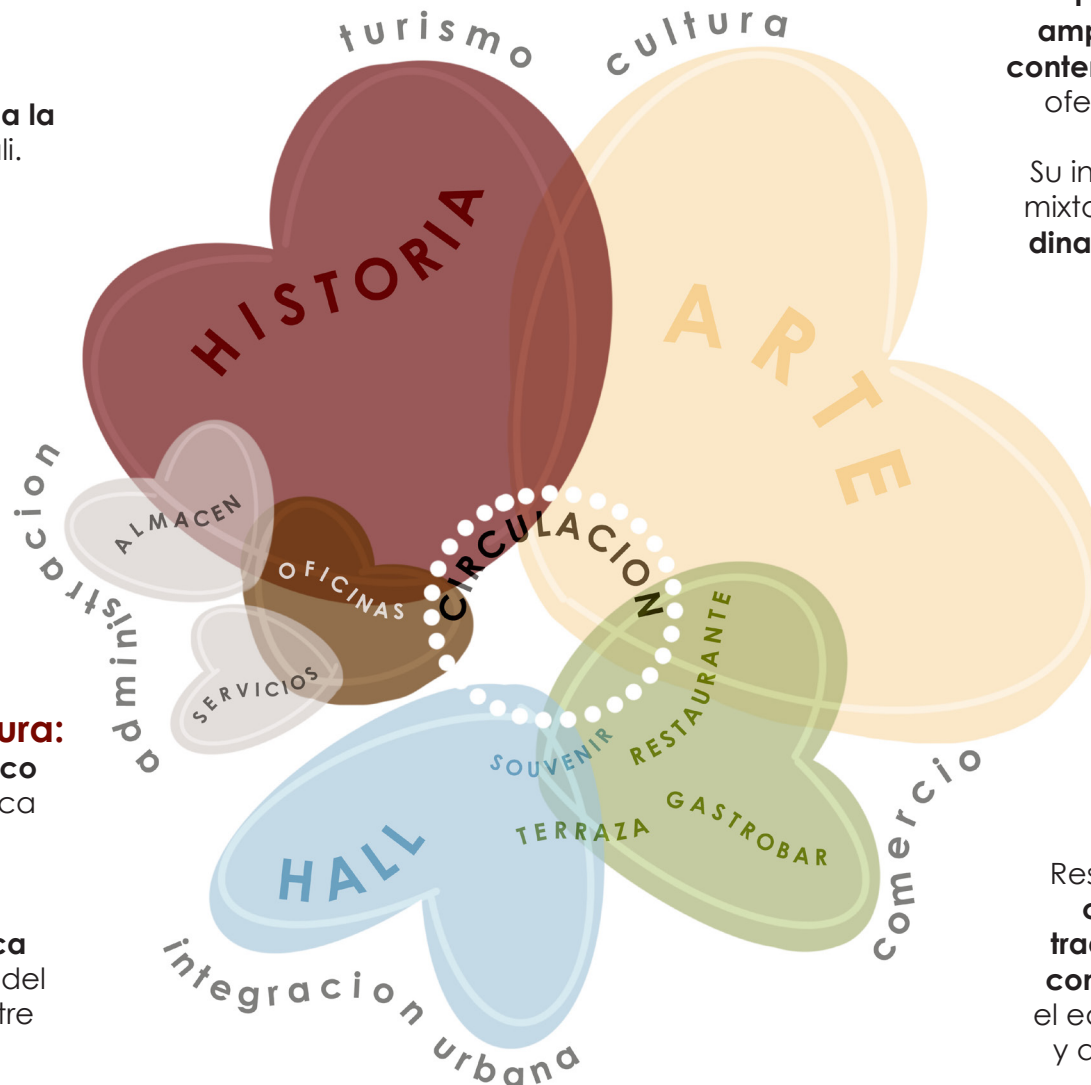 turismo
cultura
a la
li.
conte
ofe
Su in
mixto
dina
HISTORIA
ARTE
administracion
ALMACEN
OFICINAS
SERVICIOS
CIRCULACION
RESTAURANTE
SOUVENIR
TERRAZA
GASTROBAR
HALL
comercio
integracion urbana
ura:
co
ca
ca
del
tre
Res
trad
con
el ed
y